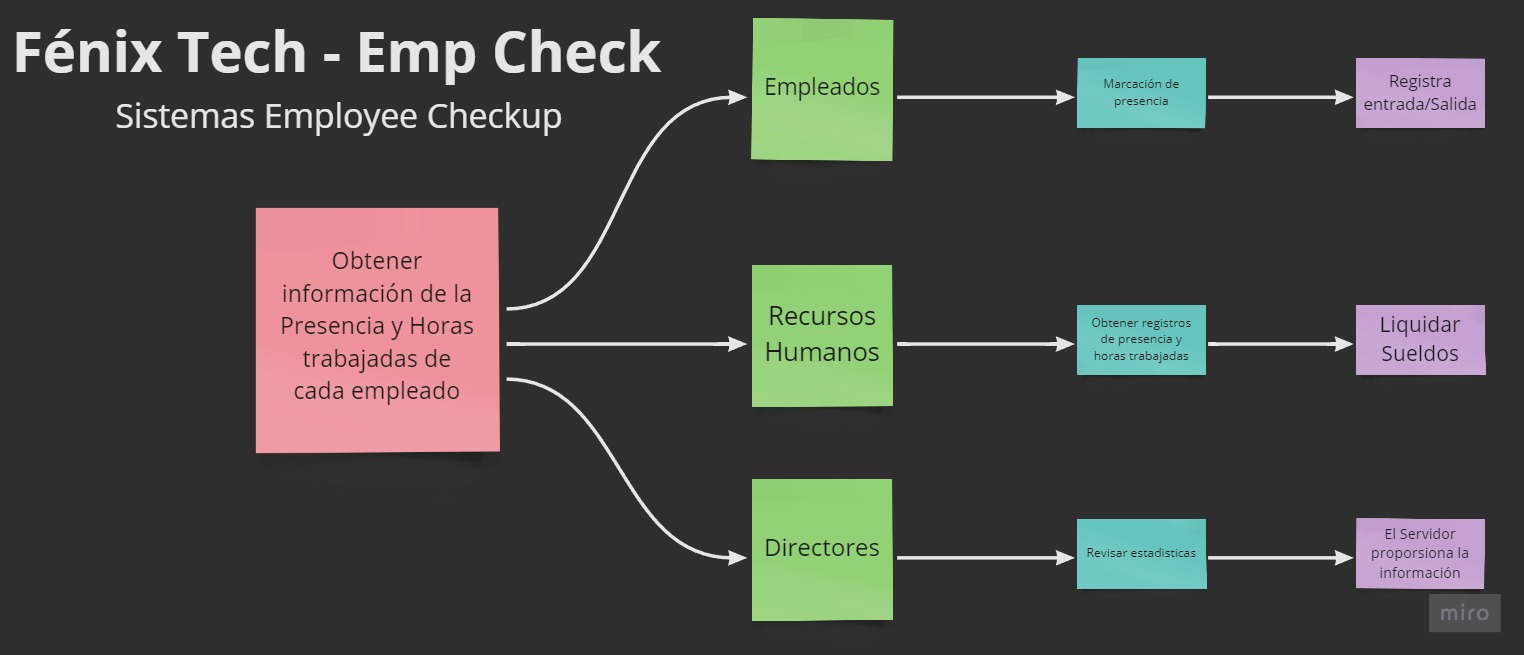 Fénix Tech - Emp Check
Sistemas Employee Checkup
Obtener
información de la
Presencia y Horas
trabajadas de
cada empleado
Empleados
Marcación de
presencia
Registra
entrada/Salida
Recursos
Humanos
Obtener registros
de presencia y
horas trabajadas
Liquidar
Sueldos
Directores
Revisar estadisticas
El Servidor
proporsiona la
información
miro